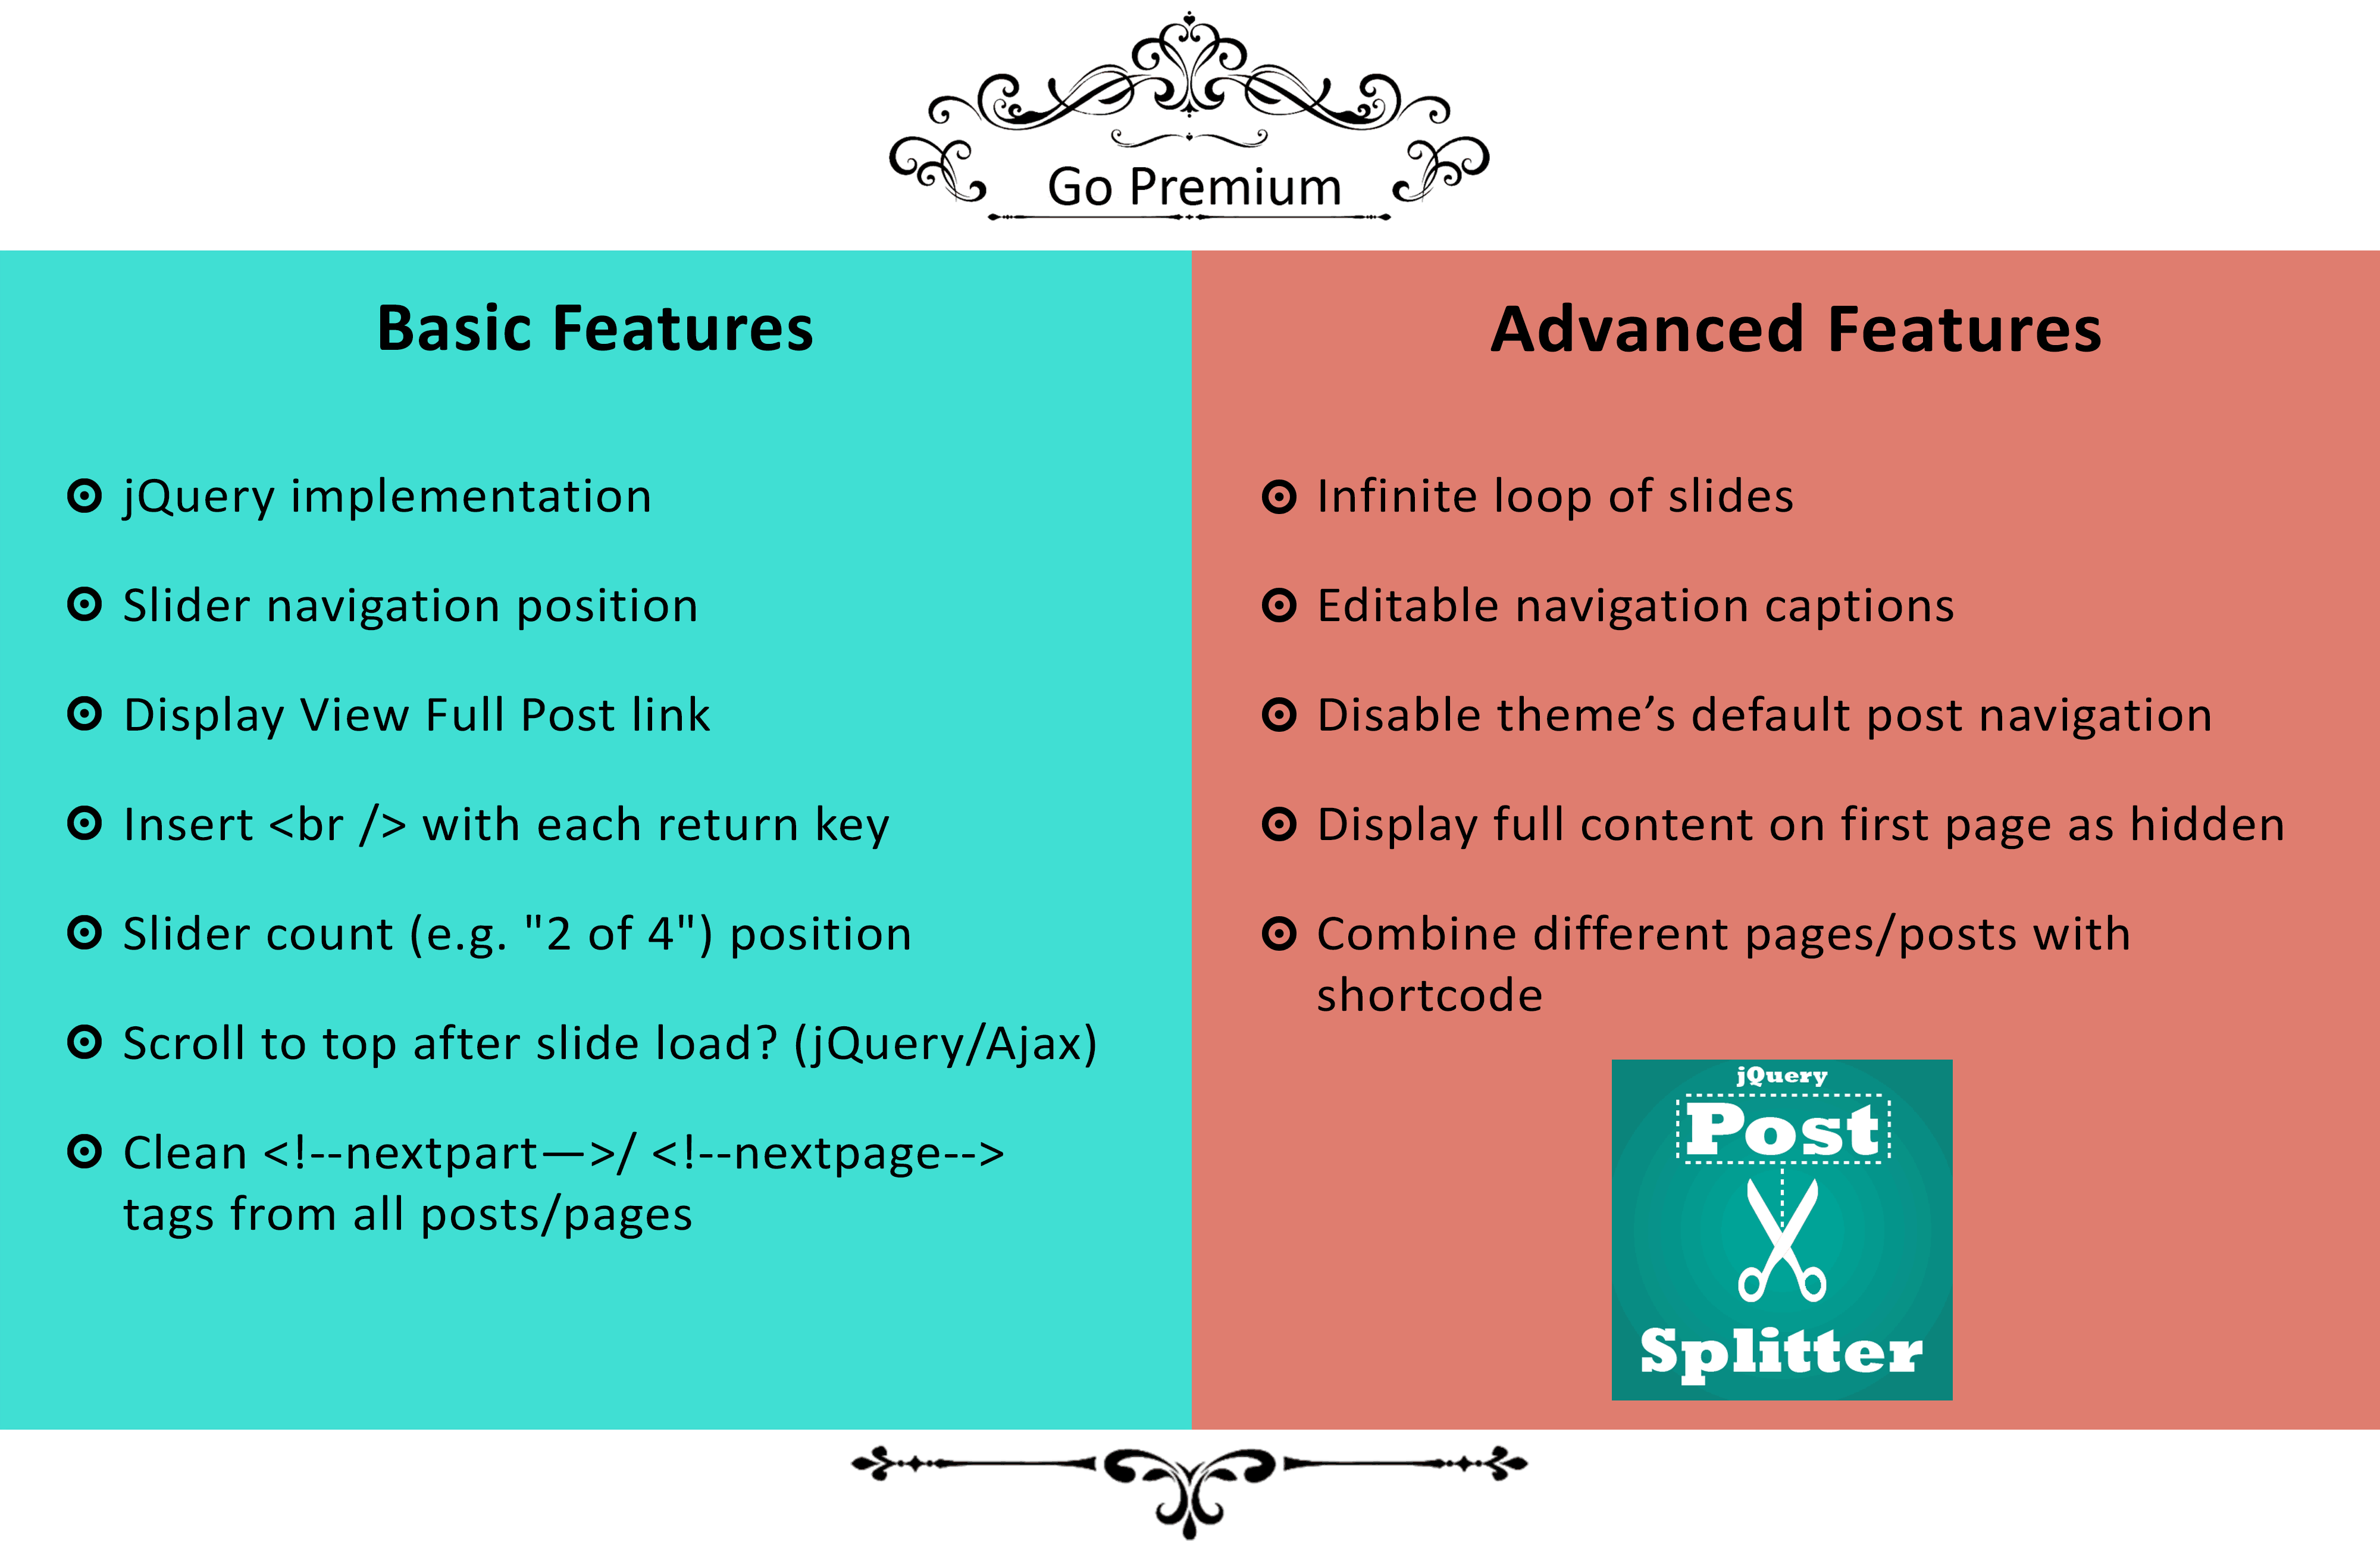 Go Premium
Basic Features
jQuery implementation
Slider navigation position
Display View Full Post link
Insert <br /> with each return key
Slider count (e.g. "2 of 4") position
Scroll to top after slide load? (jQuery/Ajax)
Clean <!--nextpart—>/ <!--nextpage-->
tags from all posts/pages
Advanced Features
Infinite loop of slides
Editable navigation captions
Disable theme’s default post navigation
Display full content on first page as hidden
Combine different pages/posts with
shortcode
jQuery
Post
Splitter